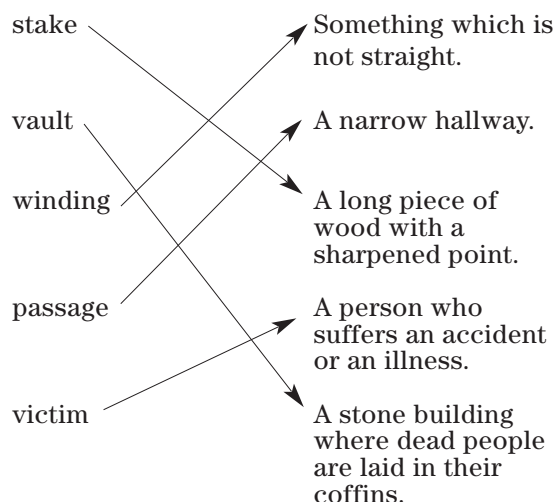 stake
vault
winding
passage
victim
Something which is
not straight.
A narrow hallway.
A long piece of
wood with a
sharpened point.
A person who
suffers an accident
or an illness.
A stone building
where dead people
are laid in their
coffins.